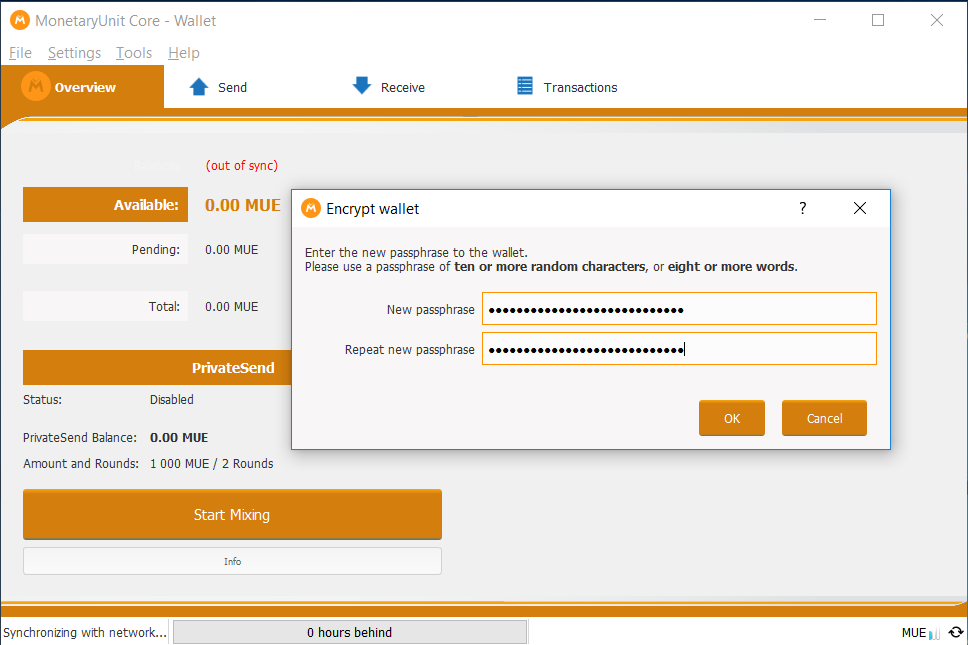 MonetaryUnit Core - Wallet
File Settings Tools Help
Overview Send Receive Transactions
(out of sync)
Available: 0.00 MUE
Pending: 0.00 MUE
Total: 0.00 MUE
PrivateSend
Status: Disabled
PrivateSend Balance: 0.00 MUE
Amount and Rounds: 1 000 MUE / 2 Rounds
Start Mixing
Info
Encrypt wallet ?
Enter the new passphrase to the wallet.
Please use a passphrase of ten or more random characters, or eight or more words.
New passphrase
Repeat new passphrase
OK Cancel
Synchronizing with network... 0 hours behind MUE